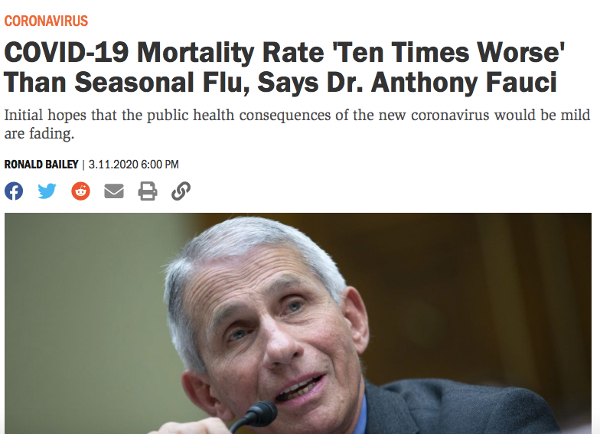 CORONAVIRUS
COVID-19 Mortality Rate 'Ten Times Worse'
Than Seasonal Flu, Says Dr. Anthony Fauci
Initial hopes that the public health consequences of the new coronavirus would be mild
are fading.
RONALD BAILEY | 3.11.2020 6:00 PM